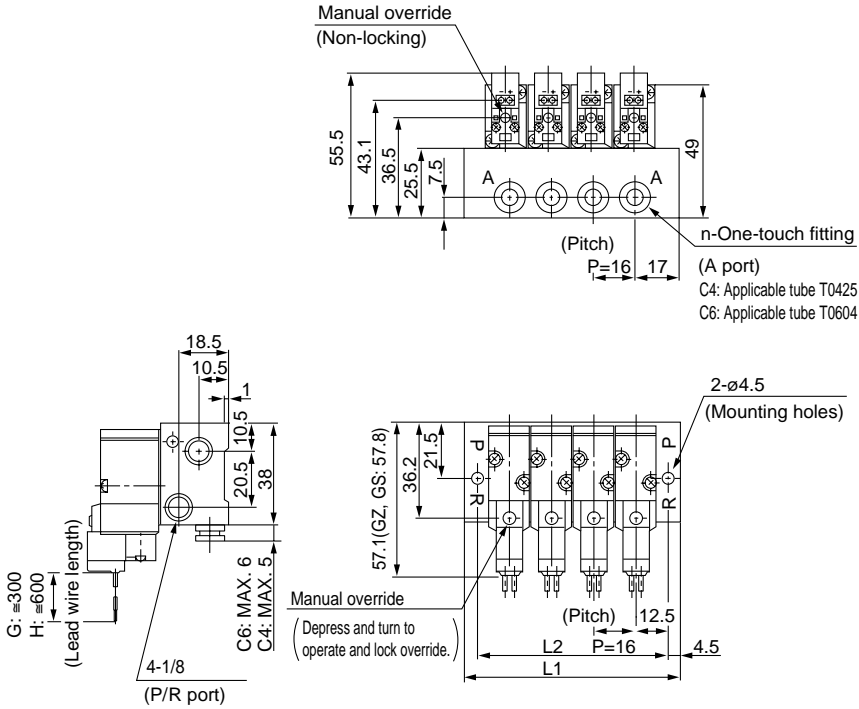 Manual override
(Non-locking)
- +
- +
- +
- +
55.5
43.1
36.5
25.5
7.5
49
A
A
(Pitch)
P=16
17
n-One-touch fitting
(A port)
C4: Applicable tube T0425
C6: Applicable tube T0604
18.5
10.5
1
10.5
20.5
38
C6: MAX. 6
C4: MAX. 5
G: ≅300
H: ≅600
(Lead wire length)
4-1/8
(P/R port)
57.1(GZ, GS: 57.8)
36.2
21.5
P
R
P
R
2-ø4.5
(Mounting holes)
Manual override
(Depress and turn to
operate and lock override.)
(Pitch)
P=16
12.5
4.5
L2
L1